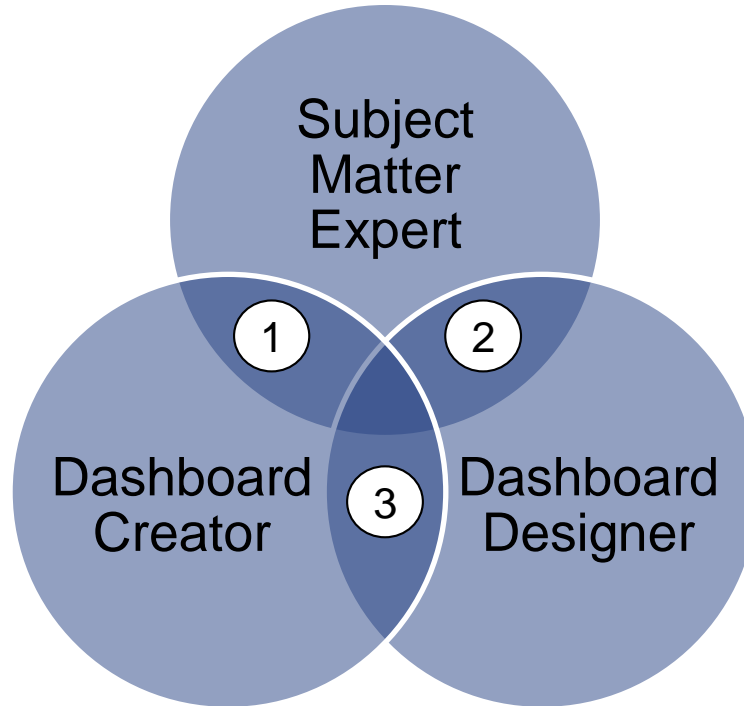 Subject
Matter
Expert
1
2
Dashboard
Creator
3
Dashboard
Designer